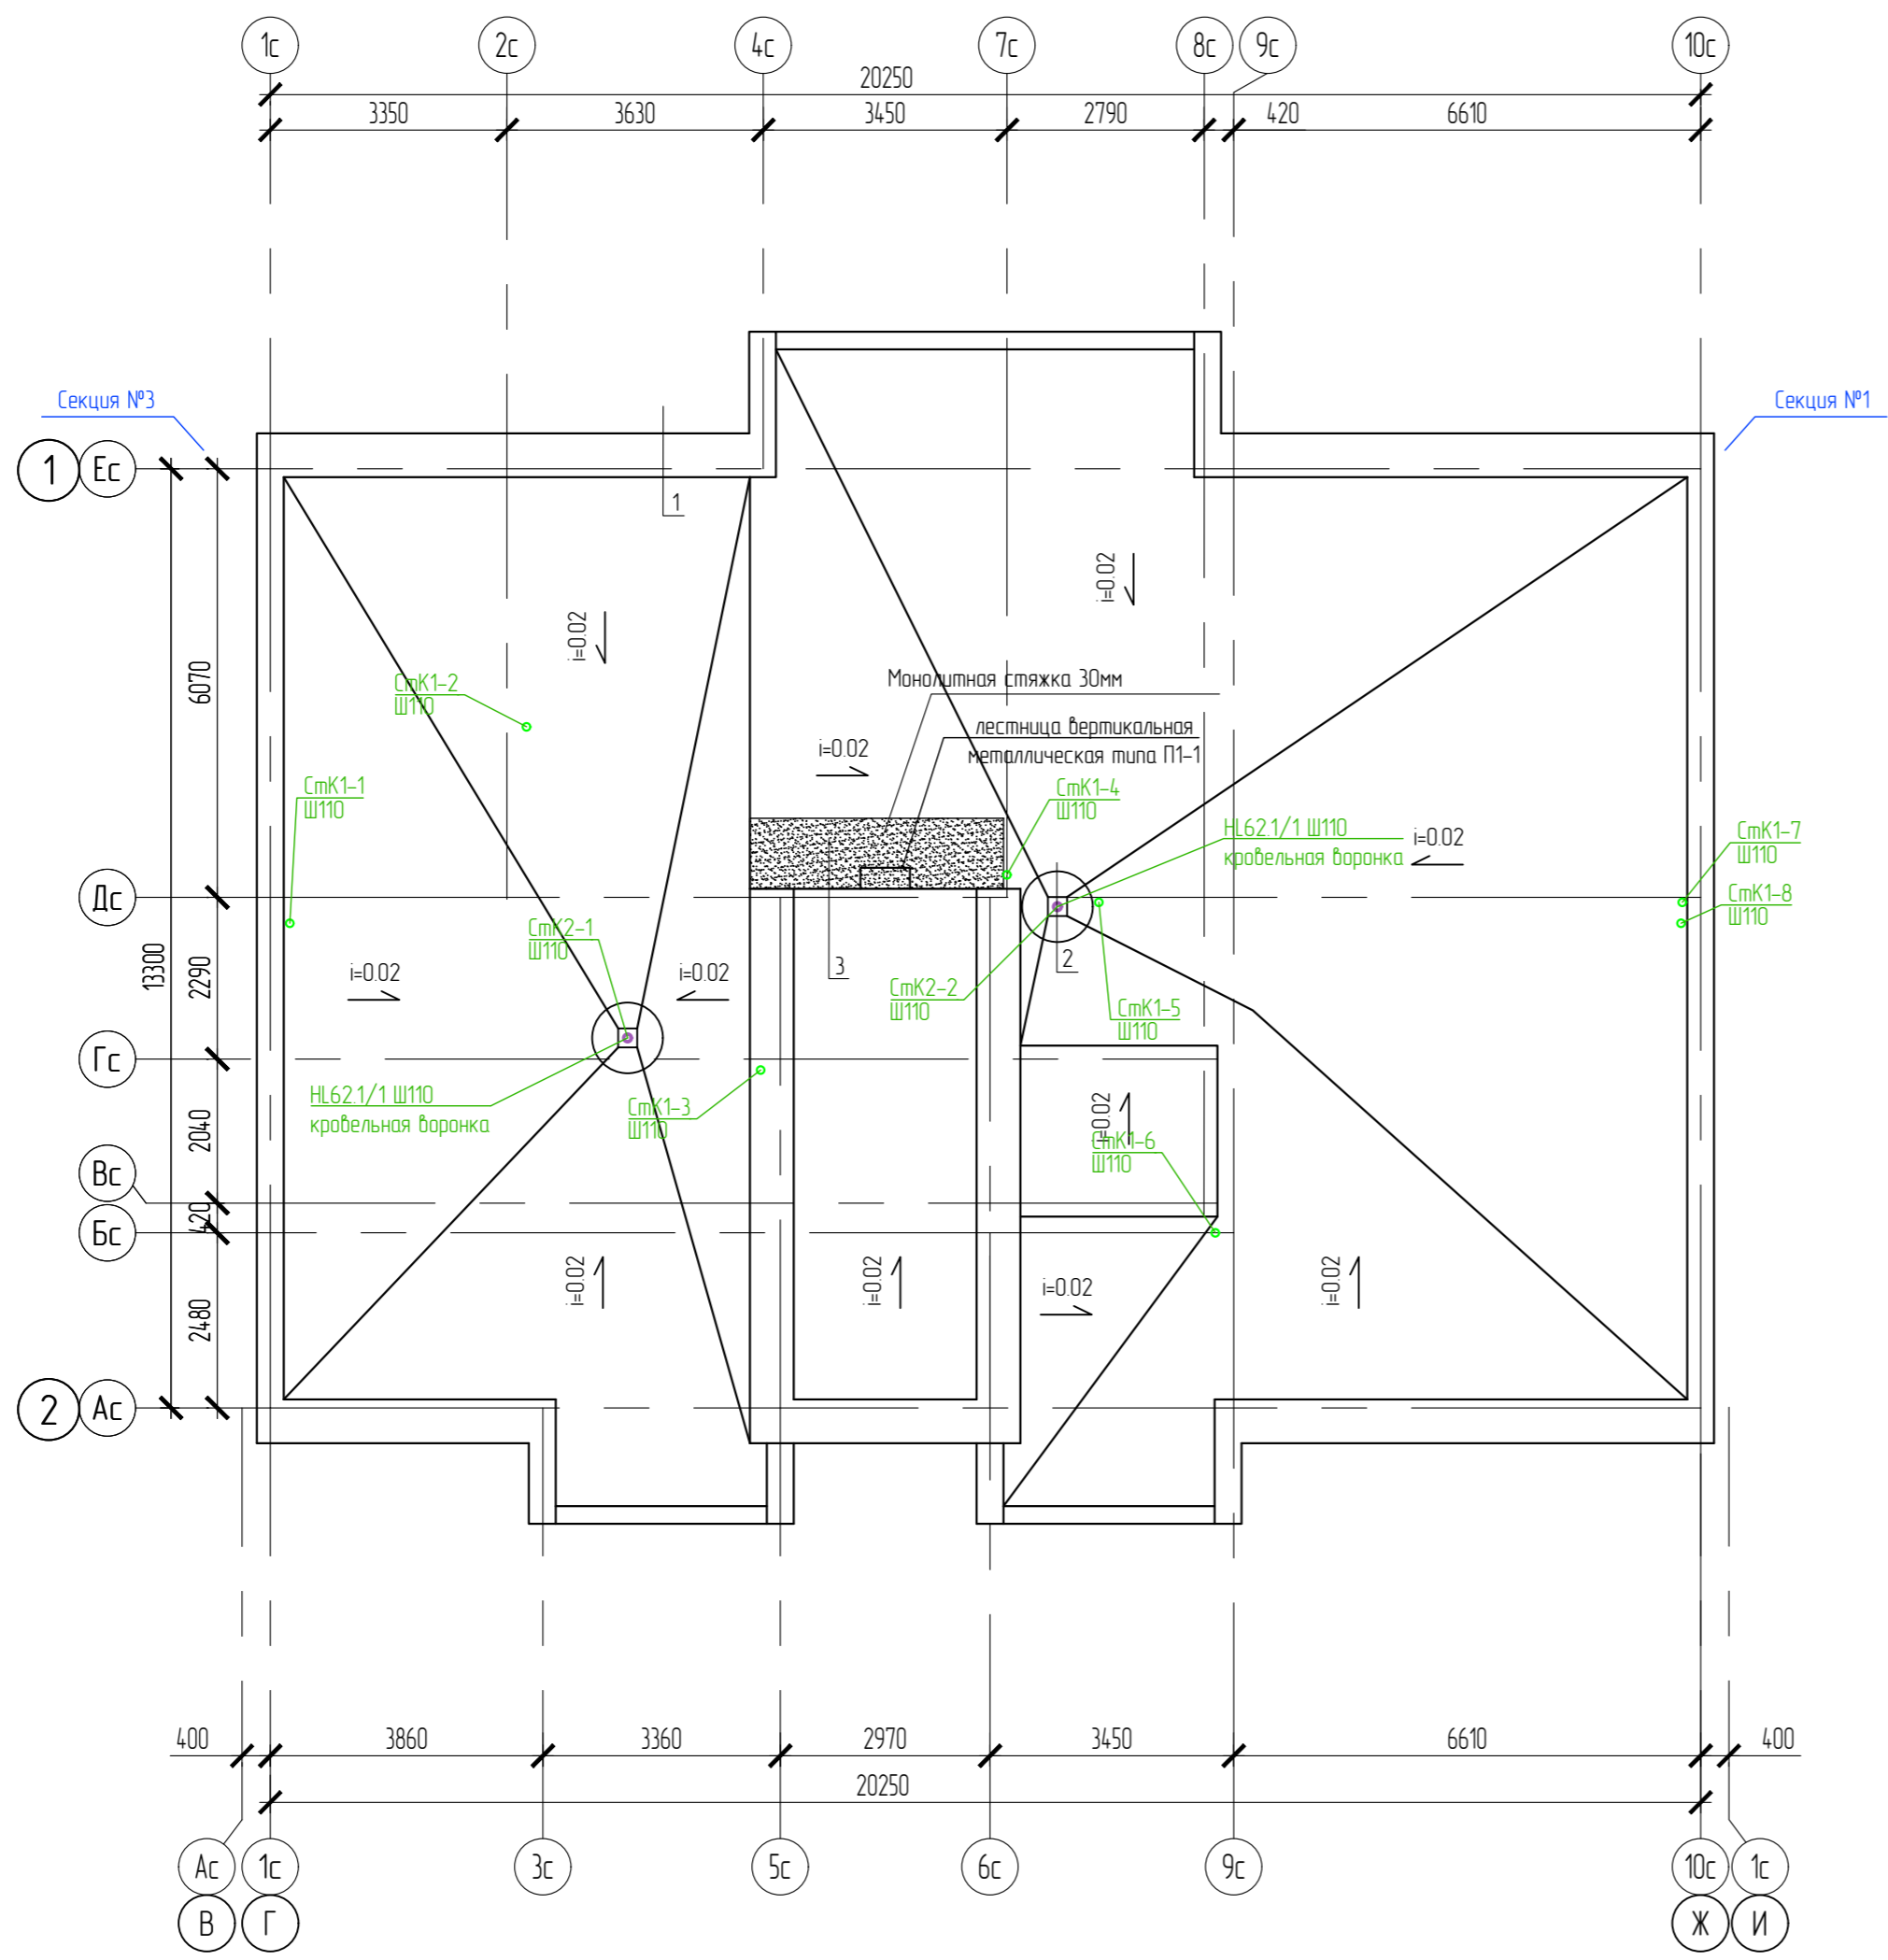 1с
2с
4с
7с
8с
9с
10с
20250
3350
3630
3450
2790
420
6610
Секция №3
Секция №1
1
Ес
1
i=0.02
i=0.02
6070
СтК1-2
Ш110
Монолитная стяжка 30мм
лестница вертикальная
металлическая типа П1-1
i=0.02
СтК1-1
Ш110
СтК1-4
Ш110
HL62.1/1 Ш110
кровельная воронка
i=0.02
СтК1-7
Ш110
СтК1-8
Ш110
Дс
СтК2-1
Ш110
13300
2290
i=0.02
i=0.02
3
2
СтК2-2
Ш110
СтК1-5
Ш110
Гс
HL62.1/1 Ш110
кровельная воронка
СтК1-3
Ш110
2040
i=0.02
СтК1-6
Ш110
Вс
420
Бс
i=0.02
i=0.02
i=0.02
i=0.02
2480
2
Ас
400
3860
3360
2970
3450
6610
400
20250
Ас
1с
3с
5с
6с
9с
10с
1с
В
Г
Ж
И